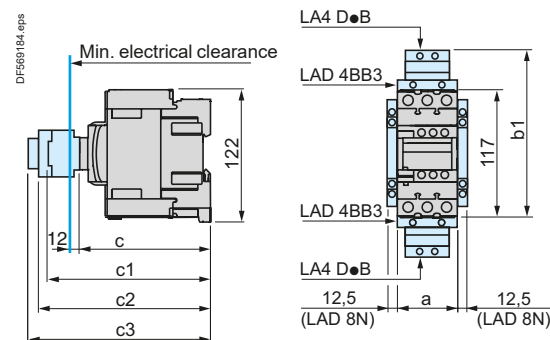 DF569184.eps
Min. electrical clearance
122
12
c
c1
c2
c3
LA4 D●B
LAD 4BB3
117
b1
LAD 4BB3
LA4 D●B
12,5
(LAD 8N)
a
12,5
(LAD 8N)